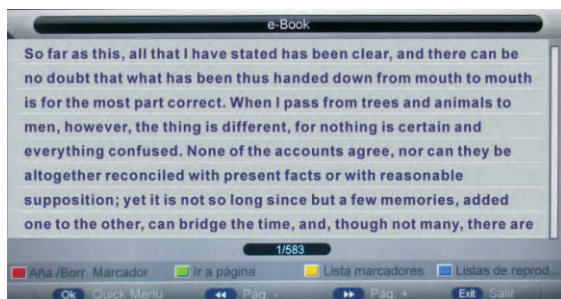 e-Book
So far as this, all that I have stated has been clear, and there can be
no doubt that what has been thus handed down from mouth to mouth
is for the most part correct. When I pass from trees and animals to
men, however, the thing is different, for nothing is certain and
everything confused. None of the accounts agree, nor can they be
altogether reconciled with present facts or with reasonable
supposition; yet it is not so long since but a few memories, added
one to the other, can bridge the time, and, though not many, there are
1/583
Aña./Borr. Marcador Ir a página Lista marcadores Listas de reprod...
Ok Quick Menu Pág. - Pág. + Exit Salir